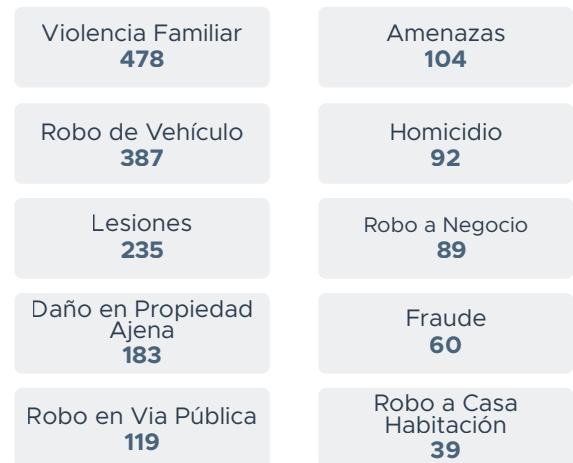 Violencia Familiar
478
Robo de Vehículo
387
Lesiones
235
Daño en Propiedad
Ajena
183
Robo en Via Pública
119
Amenazas
104
Homicidio
92
Robo a Negocio
89
Fraude
60
Robo a Casa
Habitación
39